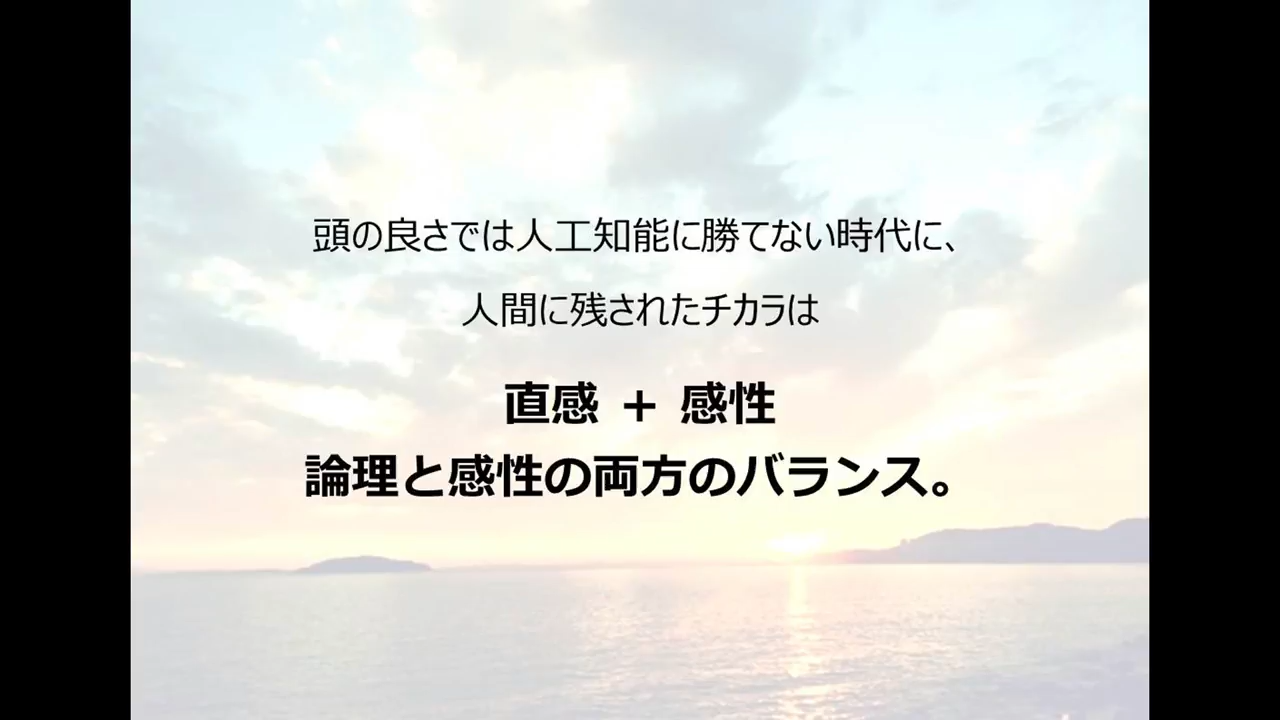 頭の良さでは人工知能に勝てない時代に、
人間に残されたチカラは
直感 + 感性
論理と感性の両方のバランス。